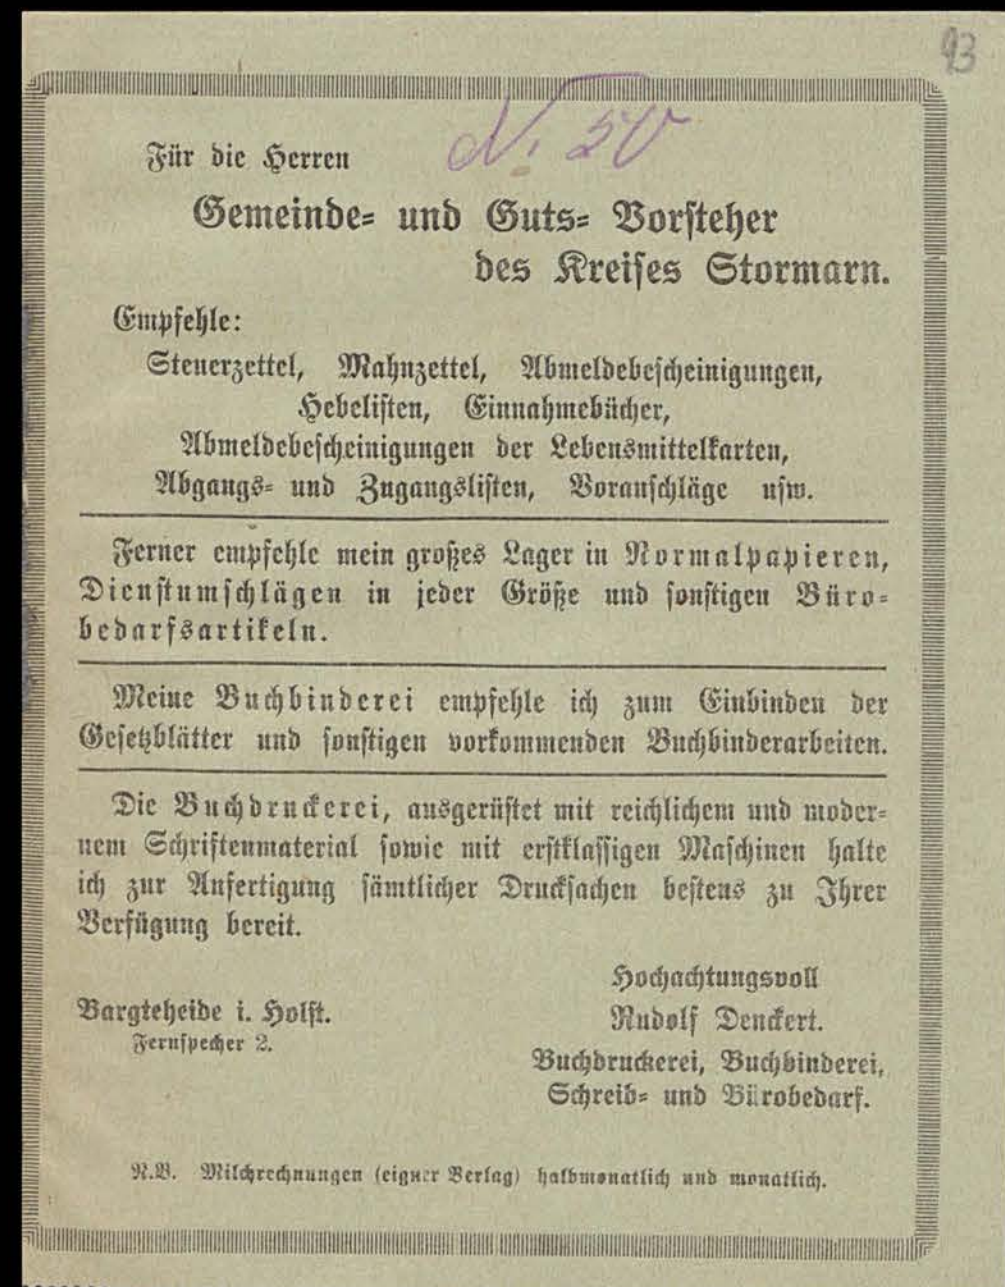 93
N. 50
Für die Herren
Gemeinde= und Guts= Vorsteher
des Kreises Stormarn.
Empfehle:
Steuerzettel, Mahnzettel, Abmeldebescheinigungen,
Hebelisten, Einnahmebücher,
Abmeldebescheinigungen der Lebensmittelkarten,
Abgangs= und Zugangslisten, Voranschläge usw.
Ferner empfehle mein großes Lager in Normalpapieren,
Dienstumschlägen in jeder Größe und sonstigen Büro=
bedarfsartikeln.
Meine Buchbinderei empfehle ich zum Einbinden der
Gesetzblätter und sonstigen vorkommenden Buchbinderarbeiten.
Die Buchdruckerei, ausgerüstet mit reichlichem und moder=
nem Schriftenmaterial sowie mit erstklassigen Maschinen halte
ich zur Anfertigung sämtlicher Drucksachen bestens zu Ihrer
Verfügung bereit.
Hochachtungsvoll
Bargteheide i. Holst.
Rudolf Denckert.
Fernspecher 2.
Buchdruckerei, Buchbinderei,
Schreib= und Bürobedarf.
N.B. Milchrechnungen (eigner Verlag) halbmonatlich und monatlich.